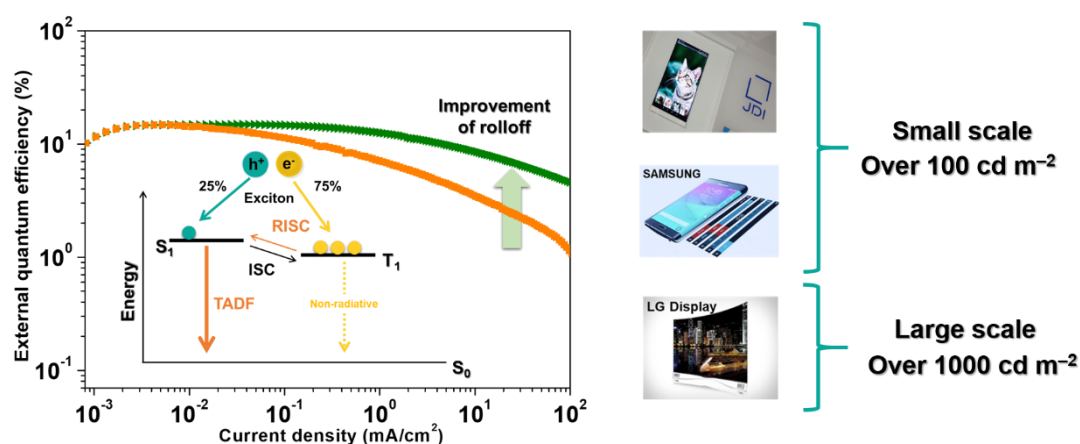 External quantum efficiency (%)
10²
10¹
10⁰
10⁻¹
10⁻³
10⁻²
10⁻¹
10⁰
10¹
10²
Current density (mA/cm²)
Improvement
of rolloff
h⁺
e⁻
25%
75%
Exciton
RISC
S₁
ISC
T₁
TADF
Non-radiative
Energy
S₀
JDI
SAMSUNG
LG Display
Small scale
Over 100 cd m⁻²
Large scale
Over 1000 cd m⁻²